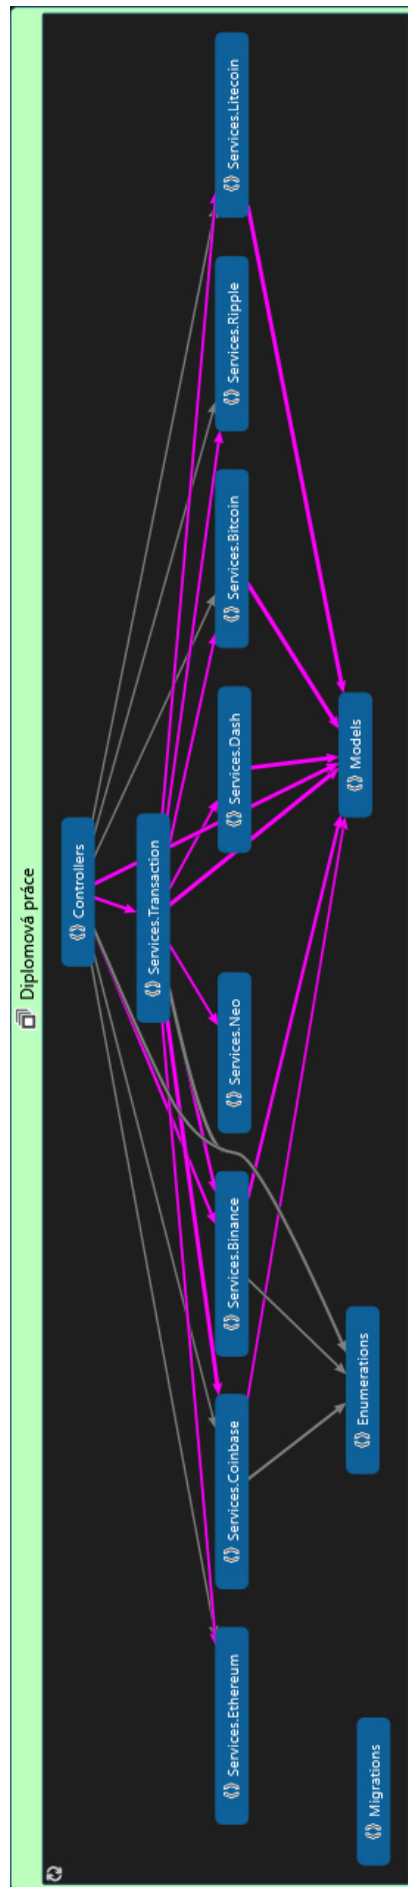 Diplomová práce
Controllers
Services.Transaction
Services.Ethereum
Services.Coinbase
Services.Binance
Services.Neo
Services.Dash
Services.Bitcoin
Services.Ripple
Services.Litecoin
Migrations
Enumerations
Models